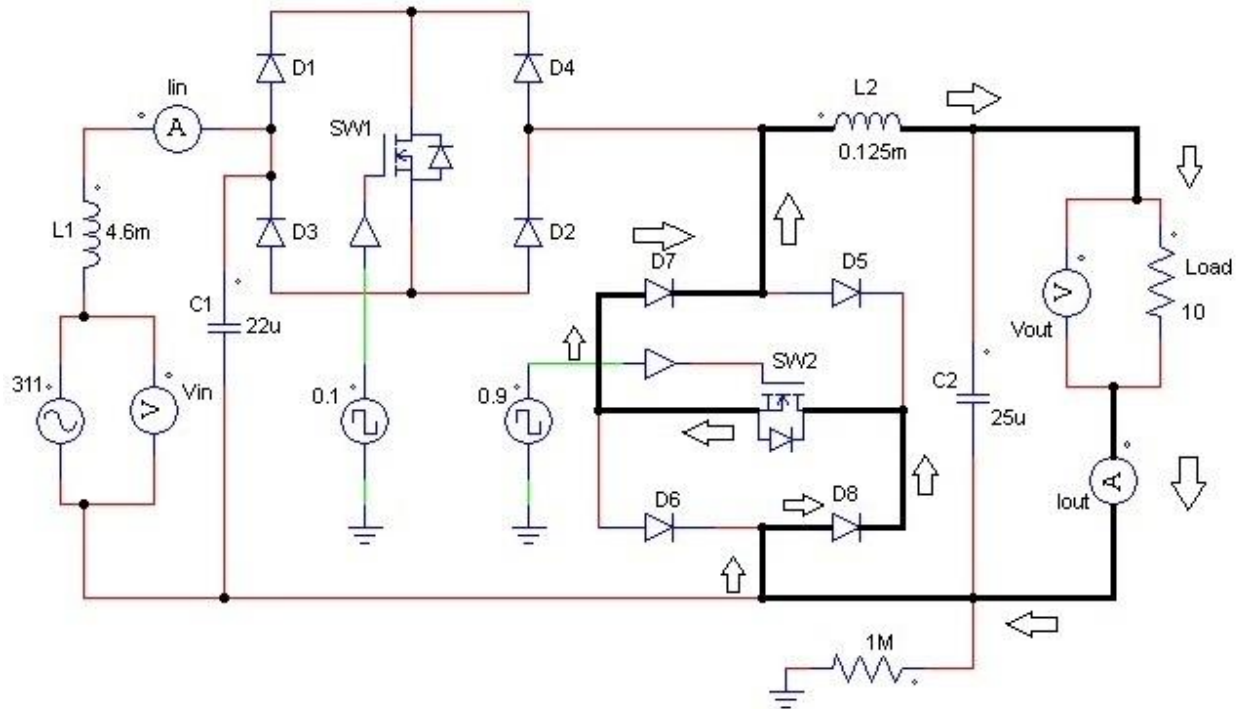 D1
D4
Iin
A
SW1
L2
0.125m
L1
4.6m
D3
D2
D7
D5
Load
10
V
Vout
C1
22u
SW2
C2
25u
311
Vin
V
0.1
0.9
D6
D8
A
Iout
1M